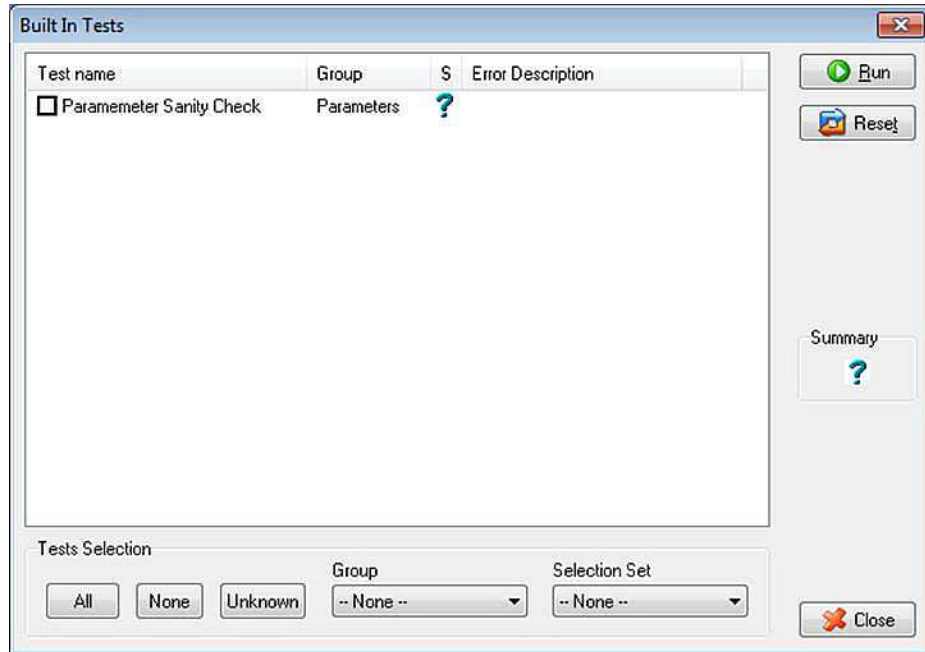 Built In Tests
Test name Group S Error Description
Paramemeter Sanity Check Parameters ?
Run
Reset
Summary
?
Tests Selection
Group Selection Set
All None Unknown -- None -- -- None --
Close